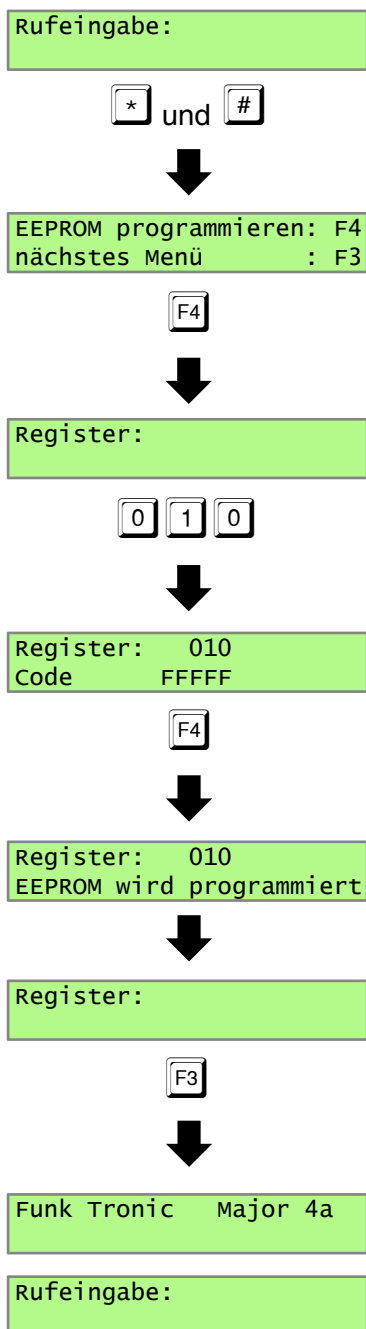 Rufeingabe:
* und #
EEPROM programmieren: F4
nächstes Menü : F3
F4
Register:
0 1 0
Register: 010
Code FFFFF
F4
Register: 010
EEPROM wird programmiert
Register:
F3
Funk Tronic Major 4a
Rufeingabe: